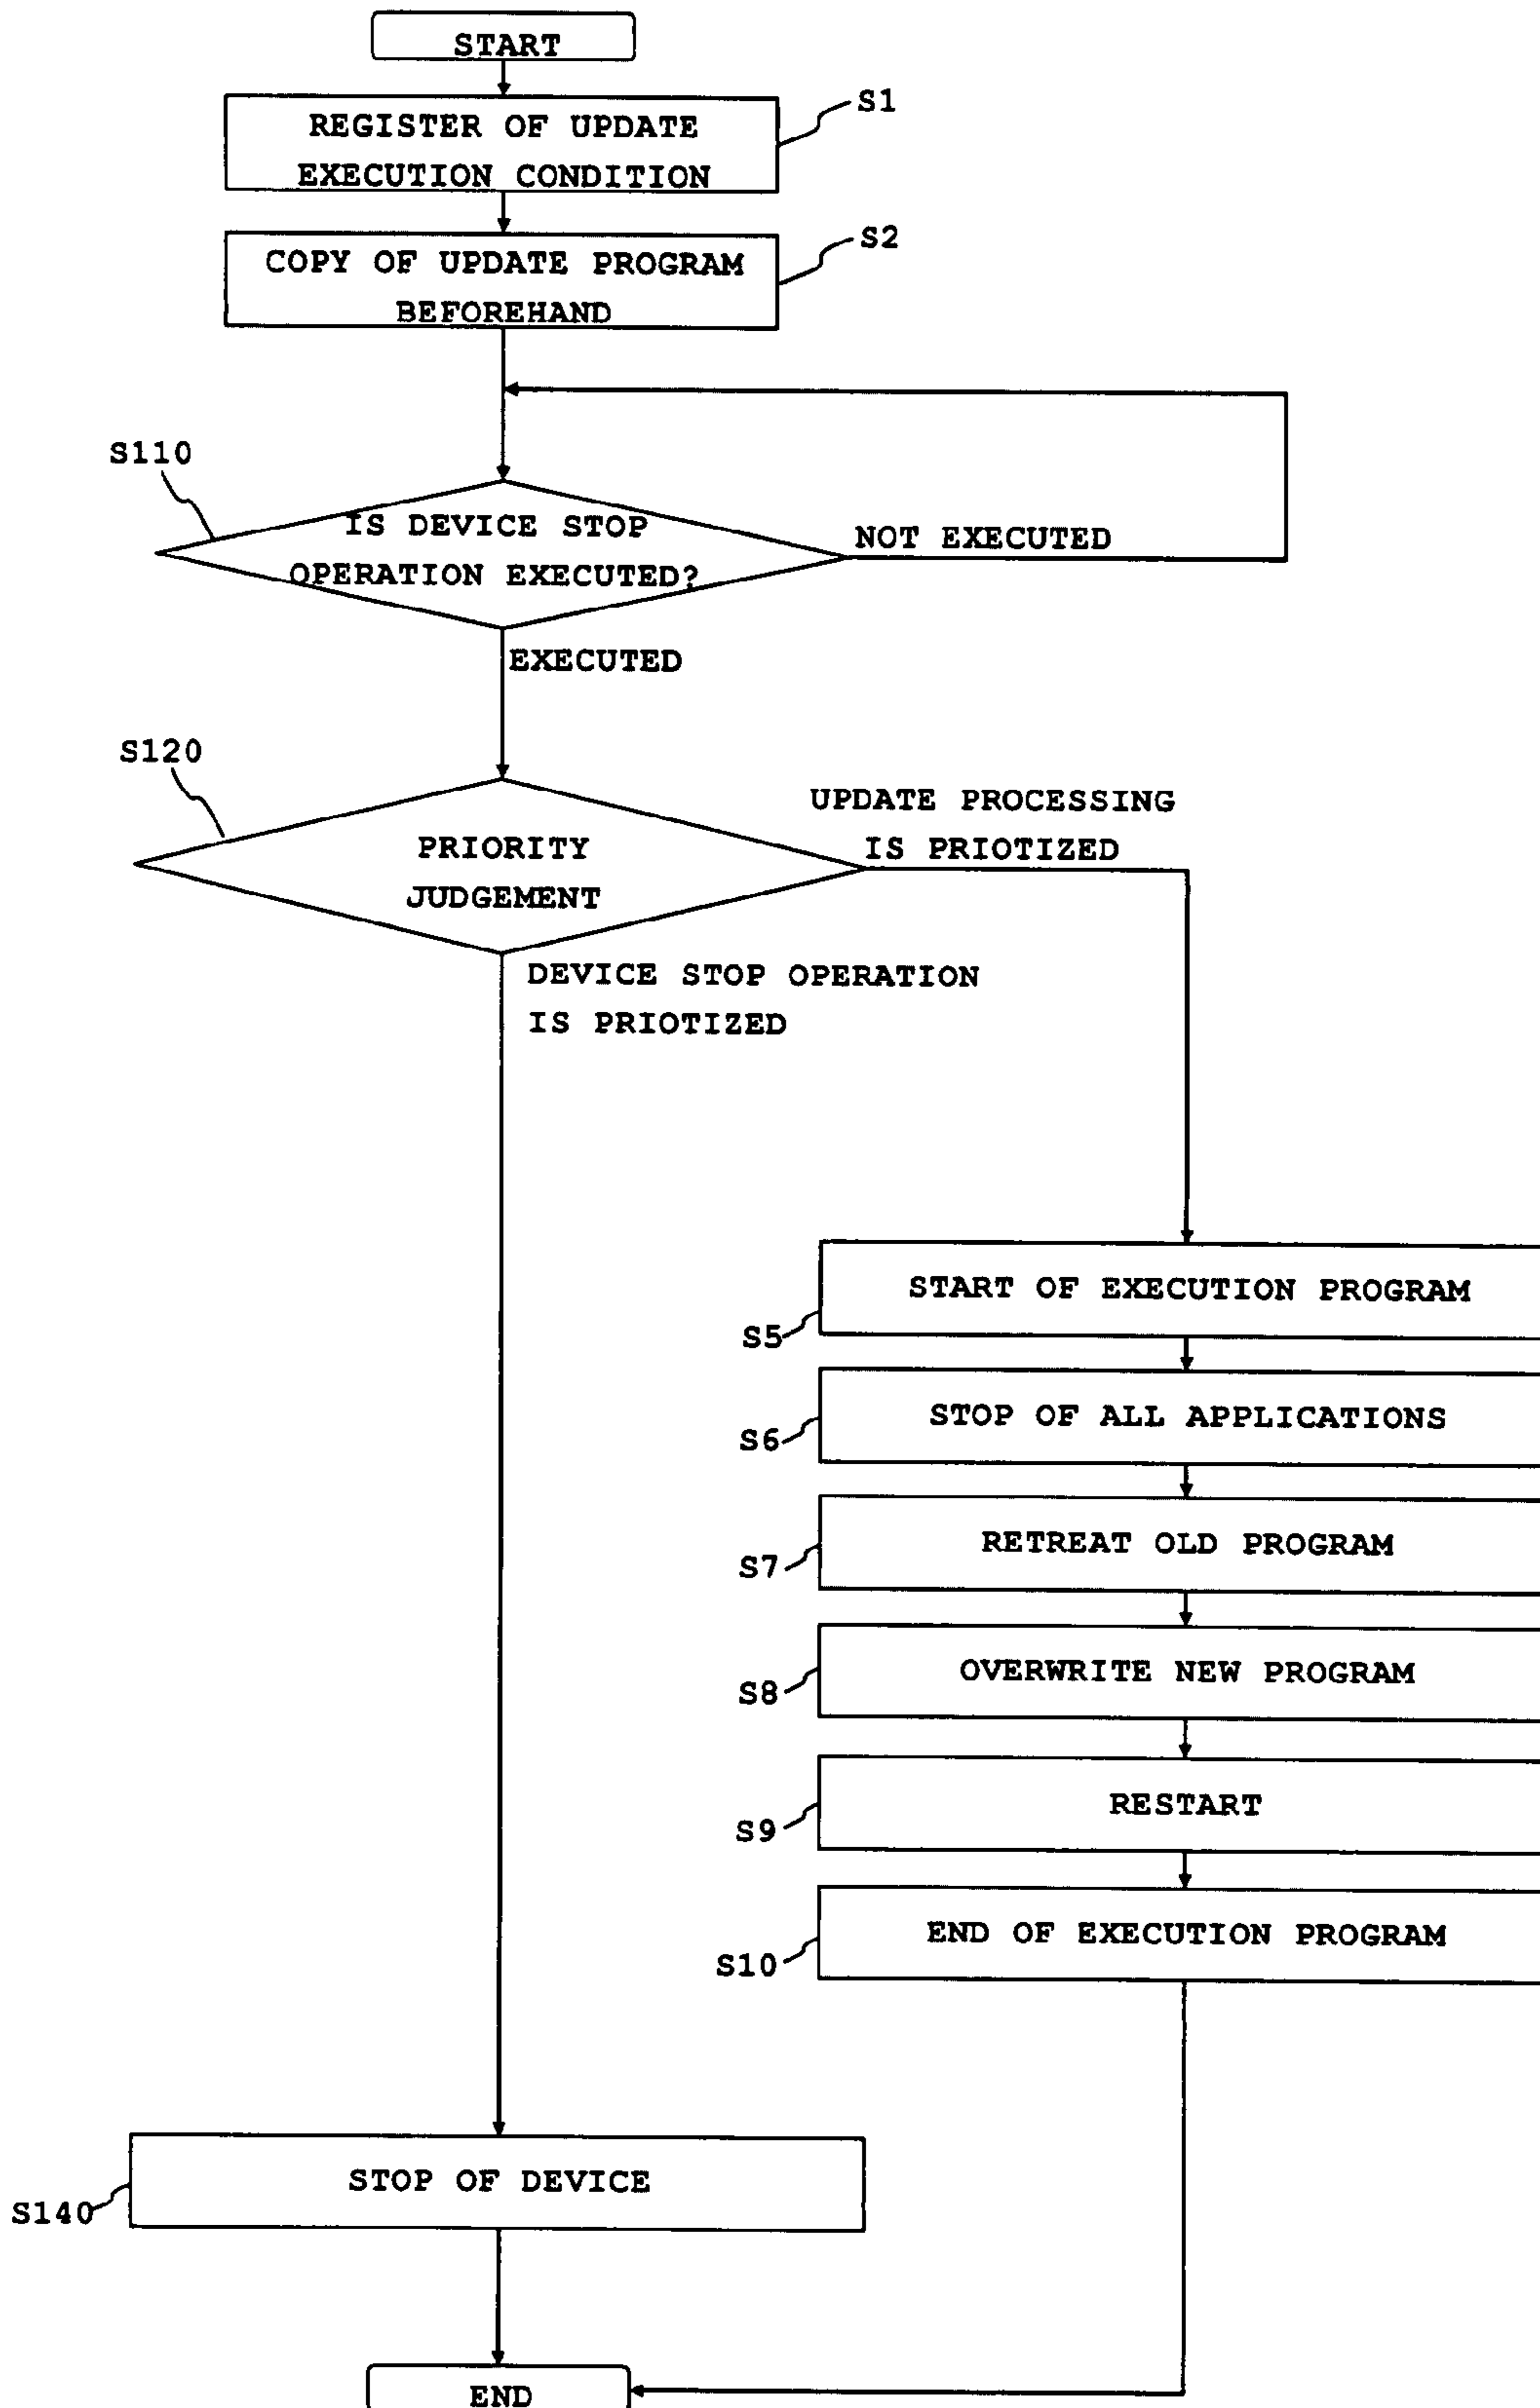 START
S1
REGISTER OF UPDATE
EXECUTION CONDITION
S2
COPY OF UPDATE PROGRAM
BEFOREHAND
S110
IS DEVICE STOP
OPERATION EXECUTED?
NOT EXECUTED
EXECUTED
S120
PRIORITY
JUDGEMENT
UPDATE PROCESSING
IS PRIOTIZED
DEVICE STOP OPERATION
IS PRIOTIZED
START OF EXECUTION PROGRAM
S5
STOP OF ALL APPLICATIONS
S6
RETREAT OLD PROGRAM
S7
OVERWRITE NEW PROGRAM
S8
RESTART
S9
END OF EXECUTION PROGRAM
S10
STOP OF DEVICE
S140
END